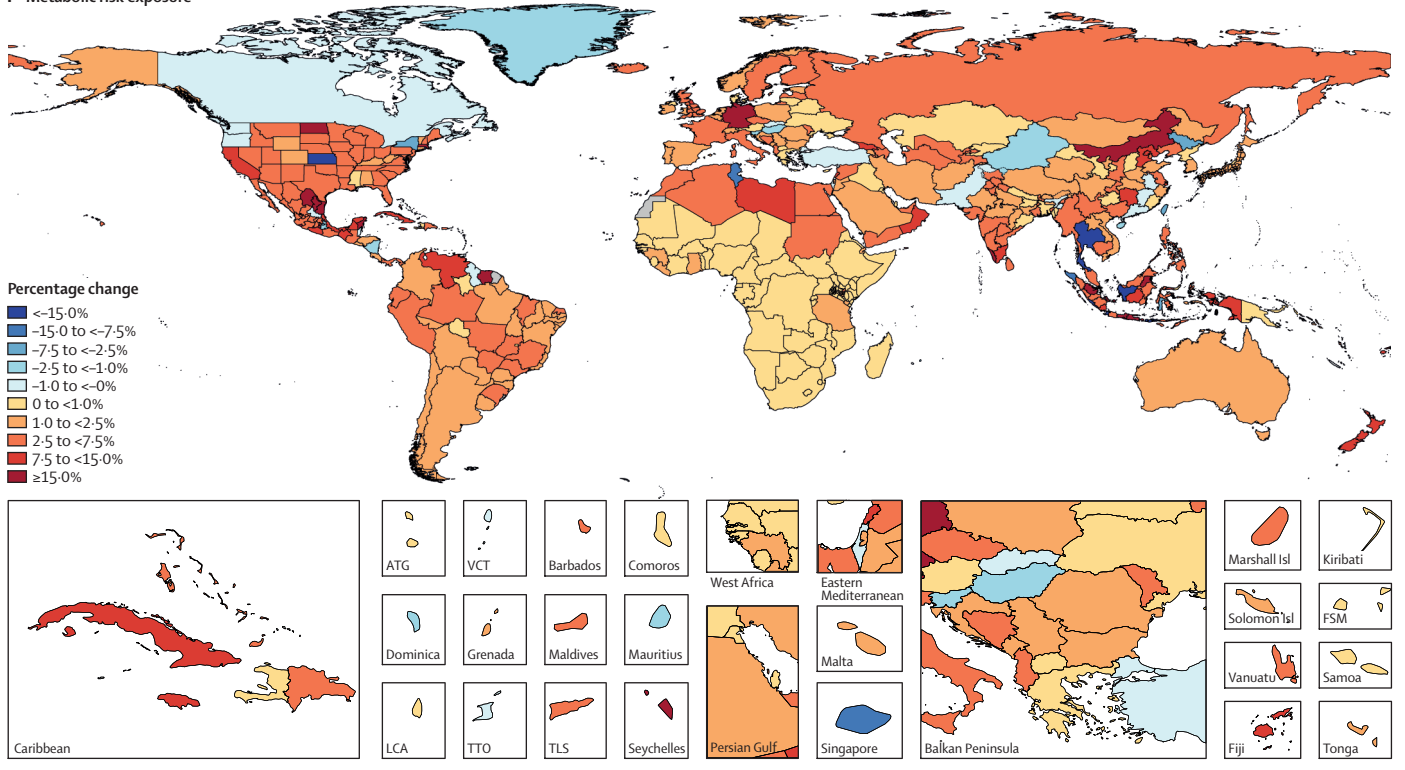 Metabolic risk exposure
Percentage change
<–15·0%
–15·0 to <–7·5%
–7·5 to <–2·5%
–2·5 to <–1·0%
–1·0 to <–0%
0 to <1·0%
1·0 to <2·5%
2·5 to <7·5%
7·5 to <15·0%
≥15·0%
Caribbean
ATG
VCT
Barbados
Comoros
Dominica
Grenada
Maldives
Mauritius
LCA
TTO
TLS
Seychelles
West Africa
Eastern
Mediterranean
Persian Gulf
Malta
Singapore
Balkan Peninsula
Marshall Isl
Kiribati
Solomon Isl
FSM
Vanuatu
Samoa
Fiji
Tonga